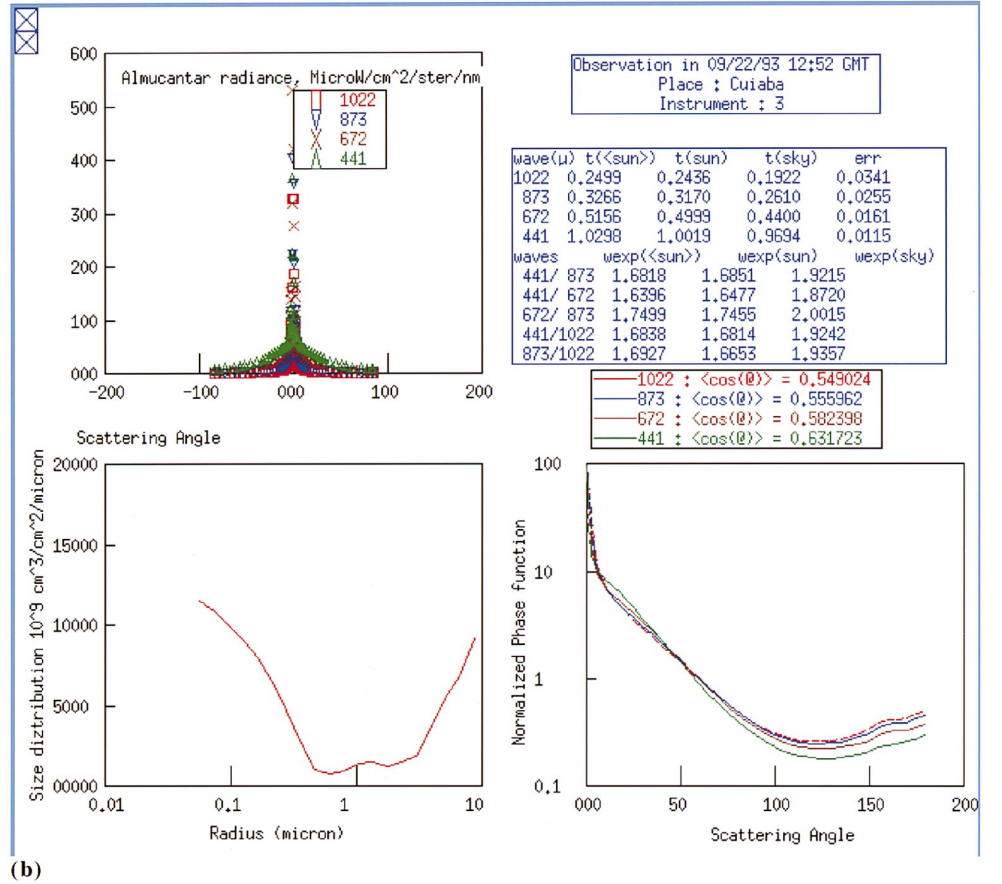 600
500
400
300
200
100
000
-200
-100
000
100
200
Almucantar radiance, MicroW/cm^2/ster/nm
1022
873
672
441
Scattering Angle
Observation in 09/22/93 12:52 GMT
Place : Cuiaba
Instrument : 3
wave(µ) t(<sun>) t(sun) t(sky) err
1022 0.2499 0.2436 0.1922 0.0341
873 0.3266 0.3170 0.2610 0.0255
672 0.5156 0.4999 0.4400 0.0161
441 1.0298 1.0019 0.9694 0.0115
waves wexp(<sun>) wexp(sun) wexp(sky)
441/ 873 1.6818 1.6851 1.9215
441/ 672 1.6396 1.6477 1.8720
672/ 873 1.7499 1.7455 2.0015
441/1022 1.6838 1.6814 1.9242
873/1022 1.6927 1.6653 1.9357
1022 : <cos(@)> = 0.549024
873 : <cos(@)> = 0.555962
672 : <cos(@)> = 0.582398
441 : <cos(@)> = 0.631723
Size diztribution 10^9 cm^3/cm^2/micron
20000
15000
10000
5000
00000
0.01
0.1
1
10
Radius (micron)
Normalized Phase function
100
10
1
0.1
000
50
100
150
200
Scattering Angle
(b)